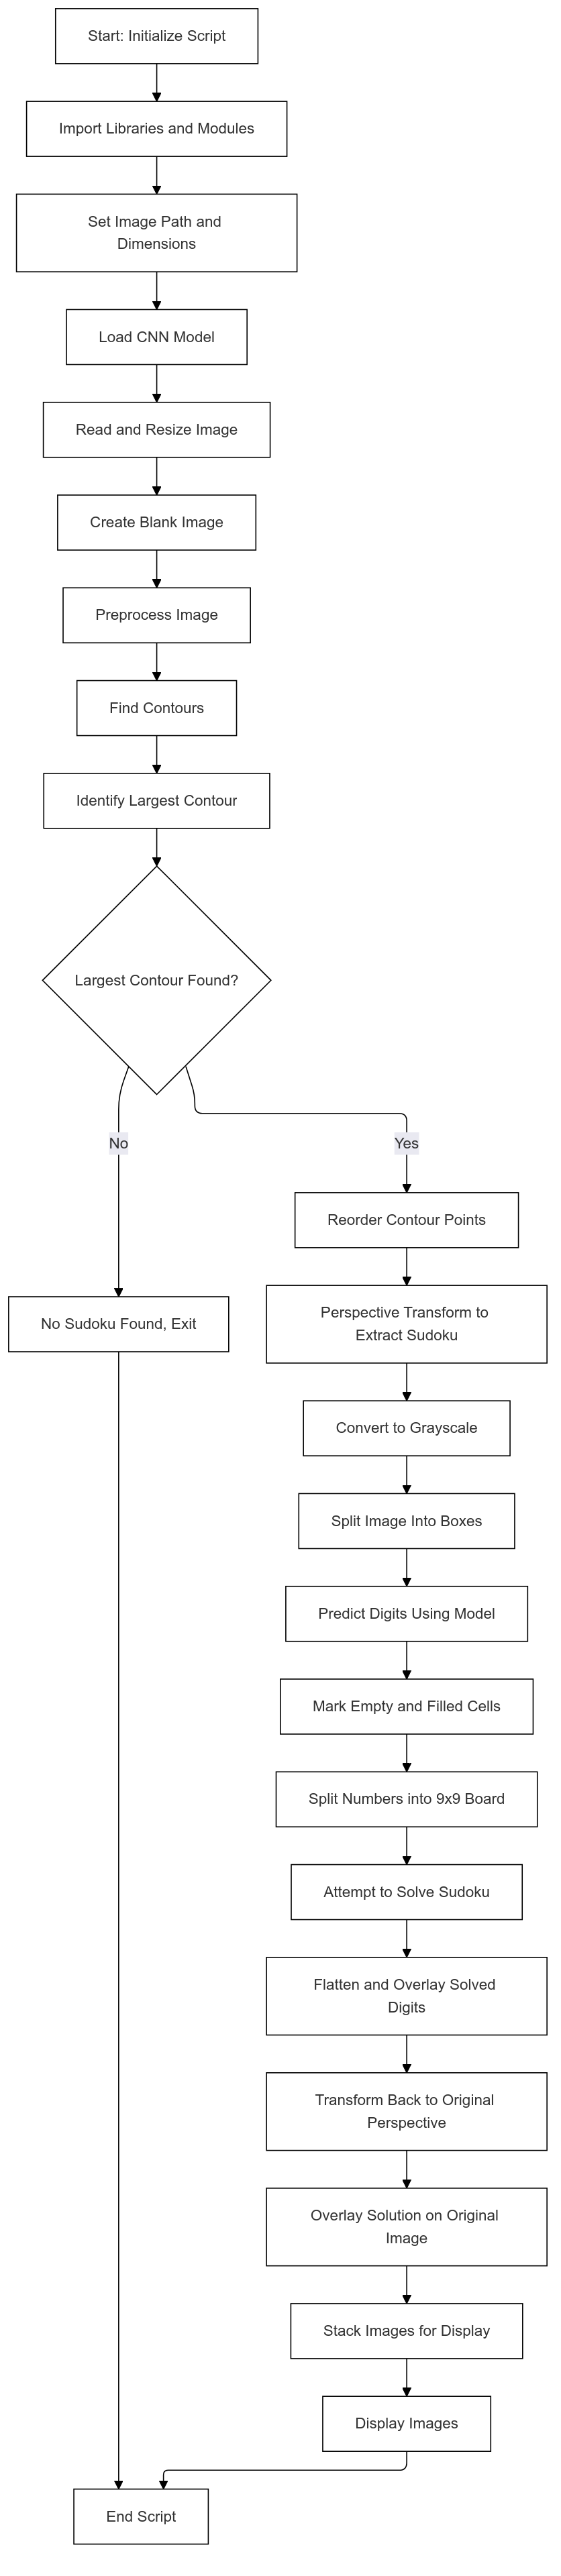 Start: Initialize Script
Import Libraries and Modules
Set Image Path and
Dimensions
Load CNN Model
Read and Resize Image
Create Blank Image
Preprocess Image
Find Contours
Identify Largest Contour
Largest Contour Found?
No
Yes
Reorder Contour Points
No Sudoku Found, Exit
Perspective Transform to
Extract Sudoku
Convert to Grayscale
Split Image Into Boxes
Predict Digits Using Model
Mark Empty and Filled Cells
Split Numbers into 9x9 Board
Attempt to Solve Sudoku
Flatten and Overlay Solved
Digits
Transform Back to Original
Perspective
Overlay Solution on Original
Image
Stack Images for Display
Display Images
End Script